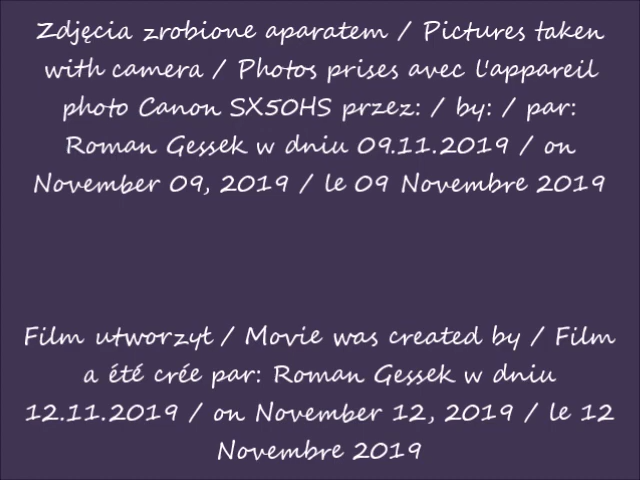 Zdjęcia zrobione aparatem / Pictures taken
with camera / Photos prises avec l'appareil
photo Canon SX50HS przez: / by: / par:
Roman Gessek w dniu 09.11.2019 / on
November 09, 2019 / le 09 Novembre 2019
Film utworzył / Movie was created by / Film
a été crée par: Roman Gessek w dniu
12.11.2019 / on November 12, 2019 / le 12
Novembre 2019